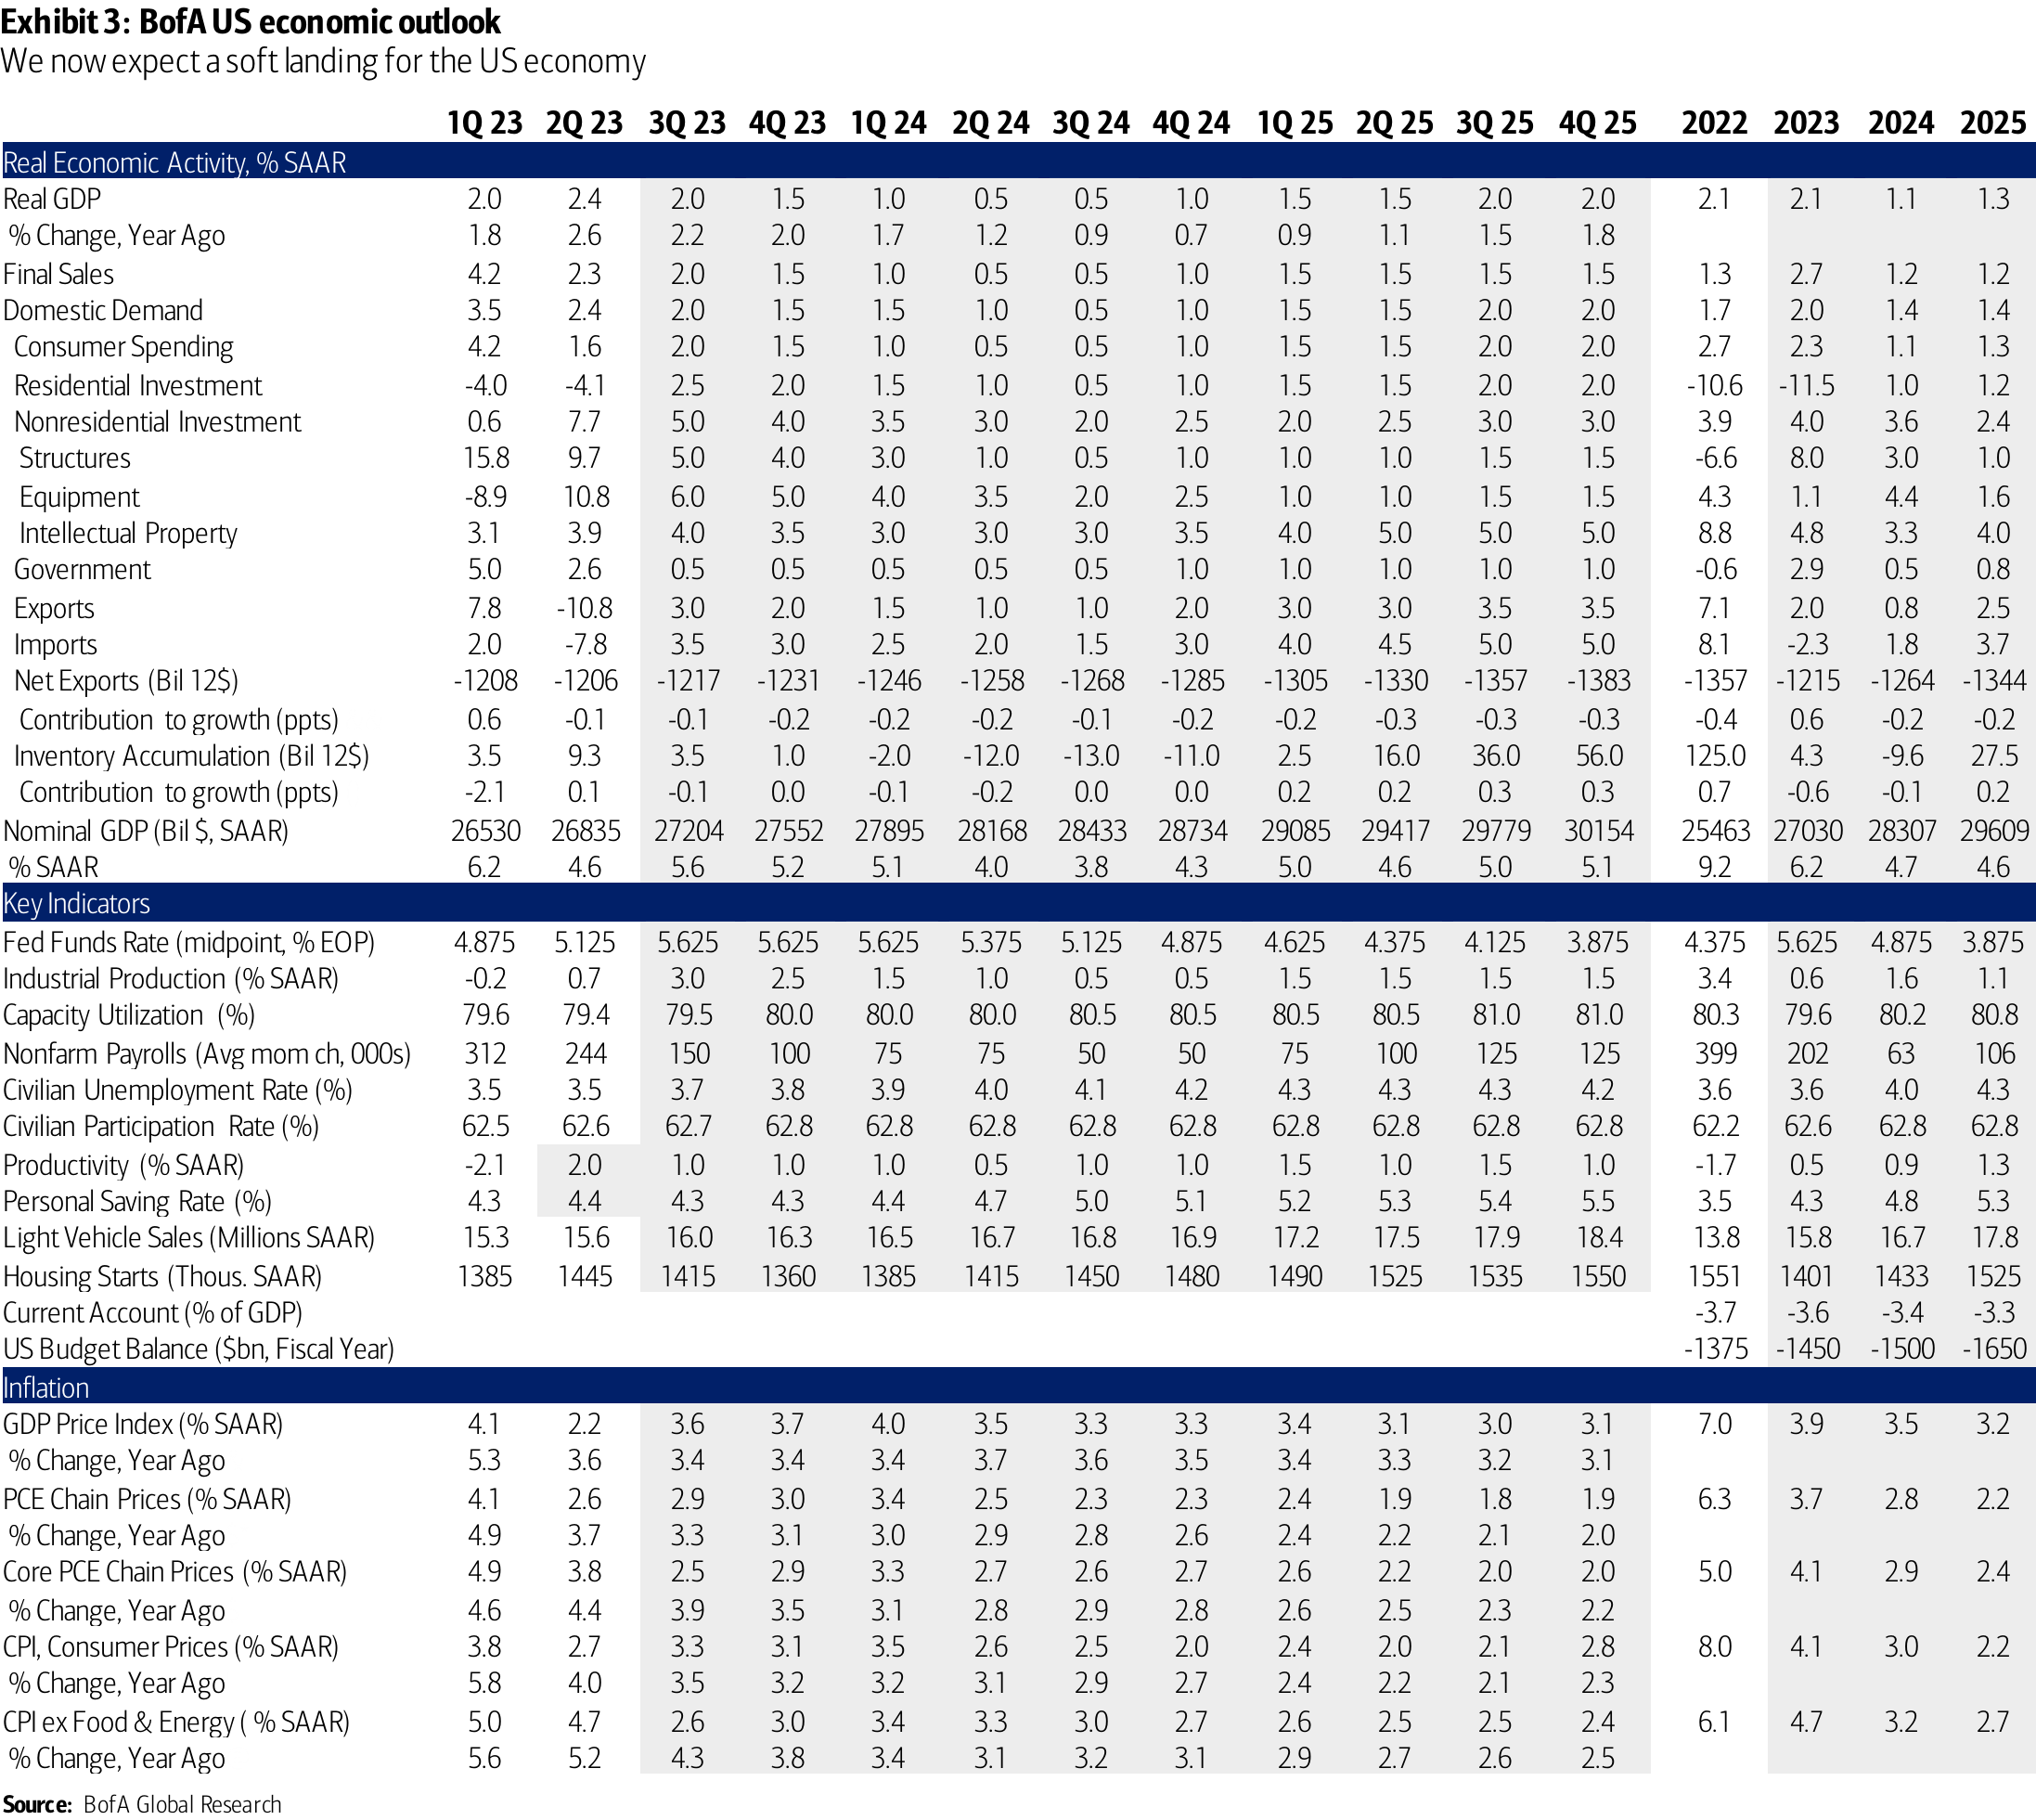 Exhibit 3: BofA US economic outlook
We now expect a soft landing for the US economy
1Q 23 2Q 23 3Q 23 4Q 23 1Q 24 2Q 24 3Q 24 4Q 24 1Q 25 2Q 25 3Q 25 4Q 25 2022 2023 2024 2025
Real Economic Activity, % SAAR
Real GDP 2.0 2.4 2.0 1.5 1.0 0.5 0.5 1.0 1.5 1.5 2.0 2.0 2.1 2.1 1.1 1.3
% Change, Year Ago 1.8 2.6 2.2 2.0 1.7 1.2 0.9 0.7 0.9 1.1 1.5 1.8
Final Sales 4.2 2.3 2.0 1.5 1.0 0.5 0.5 1.0 1.5 1.5 1.5 1.5 1.3 2.7 1.2 1.2
Domestic Demand 3.5 2.4 2.0 1.5 1.5 1.0 0.5 1.0 1.5 1.5 2.0 2.0 1.7 2.0 1.4 1.4
Consumer Spending 4.2 1.6 2.0 1.5 1.0 0.5 0.5 1.0 1.5 1.5 2.0 2.0 2.7 2.3 1.1 1.3
Residential Investment -4.0 -4.1 2.5 2.0 1.5 1.0 0.5 1.0 1.5 1.5 2.0 2.0 -10.6 -11.5 1.0 1.2
Nonresidential Investment 0.6 7.7 5.0 4.0 3.5 3.0 2.0 2.5 2.0 2.5 3.0 3.0 3.9 4.0 3.6 2.4
Structures 15.8 9.7 5.0 4.0 3.0 1.0 0.5 1.0 1.0 1.0 1.5 1.5 -6.6 8.0 3.0 1.0
Equipment -8.9 10.8 6.0 5.0 4.0 3.5 2.0 2.5 1.0 1.0 1.5 1.5 4.3 1.1 4.4 1.6
Intellectual Property 3.1 3.9 4.0 3.5 3.0 3.0 3.0 3.5 4.0 5.0 5.0 5.0 8.8 4.8 3.3 4.0
Government 5.0 2.6 0.5 0.5 0.5 0.5 0.5 1.0 1.0 1.0 1.0 1.0 -0.6 2.9 0.5 0.8
Exports 7.8 -10.8 3.0 2.0 1.5 1.0 1.0 2.0 3.0 3.0 3.5 3.5 7.1 2.0 0.8 2.5
Imports 2.0 -7.8 3.5 3.0 2.5 2.0 1.5 3.0 4.0 4.5 5.0 5.0 8.1 -2.3 1.8 3.7
Net Exports (Bil 12$) -1208 -1206 -1217 -1231 -1246 -1258 -1268 -1285 -1305 -1330 -1357 -1383 -1357 -1215 -1264 -1344
Contribution to growth (ppts) 0.6 -0.1 -0.1 -0.2 -0.2 -0.2 -0.1 -0.2 -0.2 -0.3 -0.3 -0.3 -0.4 0.6 -0.2 -0.2
Inventory Accumulation (Bil 12$) 3.5 9.3 3.5 1.0 -2.0 -12.0 -13.0 -11.0 2.5 16.0 36.0 56.0 125.0 4.3 -9.6 27.5
Contribution to growth (ppts) -2.1 0.1 -0.1 0.0 -0.1 -0.2 0.0 0.0 0.2 0.2 0.3 0.3 0.7 -0.6 -0.1 0.2
Nominal GDP (Bil $, SAAR) 26530 26835 27204 27552 27895 28168 28433 28734 29085 29417 29779 30154 25463 27030 28307 29609
% SAAR 6.2 4.6 5.6 5.2 5.1 4.0 3.8 4.3 5.0 4.6 5.0 5.1 9.2 6.2 4.7 4.6
Key Indicators
Fed Funds Rate (midpoint, % EOP) 4.875 5.125 5.625 5.625 5.625 5.375 5.125 4.875 4.625 4.375 4.125 3.875 4.375 5.625 4.875 3.875
Industrial Production (% SAAR) -0.2 0.7 3.0 2.5 1.5 1.0 0.5 0.5 1.5 1.5 1.5 1.5 3.4 0.6 1.6 1.1
Capacity Utilization (%) 79.6 79.4 79.5 80.0 80.0 80.0 80.5 80.5 80.5 80.5 81.0 81.0 80.3 79.6 80.2 80.8
Nonfarm Payrolls (Avg mom ch, 000s) 312 244 150 100 75 75 50 50 75 100 125 125 399 202 63 106
Civilian Unemployment Rate (%) 3.5 3.5 3.7 3.8 3.9 4.0 4.1 4.2 4.3 4.3 4.3 4.2 3.6 3.6 4.0 4.3
Civilian Participation Rate (%) 62.5 62.6 62.7 62.8 62.8 62.8 62.8 62.8 62.8 62.8 62.8 62.8 62.2 62.6 62.8 62.8
Productivity (% SAAR) -2.1 2.0 1.0 1.0 1.0 0.5 1.0 1.0 1.5 1.0 1.5 1.0 -1.7 0.5 0.9 1.3
Personal Saving Rate (%) 4.3 4.4 4.3 4.3 4.4 4.7 5.0 5.1 5.2 5.3 5.4 5.5 3.5 4.3 4.8 5.3
Light Vehicle Sales (Millions SAAR) 15.3 15.6 16.0 16.3 16.5 16.7 16.8 16.9 17.2 17.5 17.9 18.4 13.8 15.8 16.7 17.8
Housing Starts (Thous. SAAR) 1385 1445 1415 1360 1385 1415 1450 1480 1490 1525 1535 1550 1551 1401 1433 1525
Current Account (% of GDP) -3.7 -3.6 -3.4 -3.3
US Budget Balance ($bn, Fiscal Year) -1375 -1450 -1500 -1650
Inflation
GDP Price Index (% SAAR) 4.1 2.2 3.6 3.7 4.0 3.5 3.3 3.3 3.4 3.1 3.0 3.1 7.0 3.9 3.5 3.2
% Change, Year Ago 5.3 3.6 3.4 3.4 3.4 3.7 3.6 3.5 3.4 3.3 3.2 3.1
PCE Chain Prices (% SAAR) 4.1 2.6 2.9 3.0 3.4 2.5 2.3 2.3 2.4 1.9 1.8 1.9 6.3 3.7 2.8 2.2
% Change, Year Ago 4.9 3.7 3.3 3.1 3.0 2.9 2.8 2.6 2.4 2.2 2.1 2.0
Core PCE Chain Prices (% SAAR) 4.9 3.8 2.5 2.9 3.3 2.7 2.6 2.7 2.6 2.2 2.0 2.0 5.0 4.1 2.9 2.4
% Change, Year Ago 4.6 4.4 3.9 3.5 3.1 2.8 2.9 2.8 2.6 2.5 2.3 2.2
CPI, Consumer Prices (% SAAR) 3.8 2.7 3.3 3.1 3.5 2.6 2.5 2.0 2.4 2.0 2.1 2.8 8.0 4.1 3.0 2.2
% Change, Year Ago 5.8 4.0 3.5 3.2 3.2 3.1 2.9 2.7 2.4 2.2 2.1 2.3
CPI ex Food & Energy ( % SAAR) 5.0 4.7 2.6 3.0 3.4 3.3 3.0 2.7 2.6 2.5 2.5 2.4 6.1 4.7 3.2 2.7
% Change, Year Ago 5.6 5.2 4.3 3.8 3.4 3.1 3.2 3.1 2.9 2.7 2.6 2.5
Source: BofA Global Research